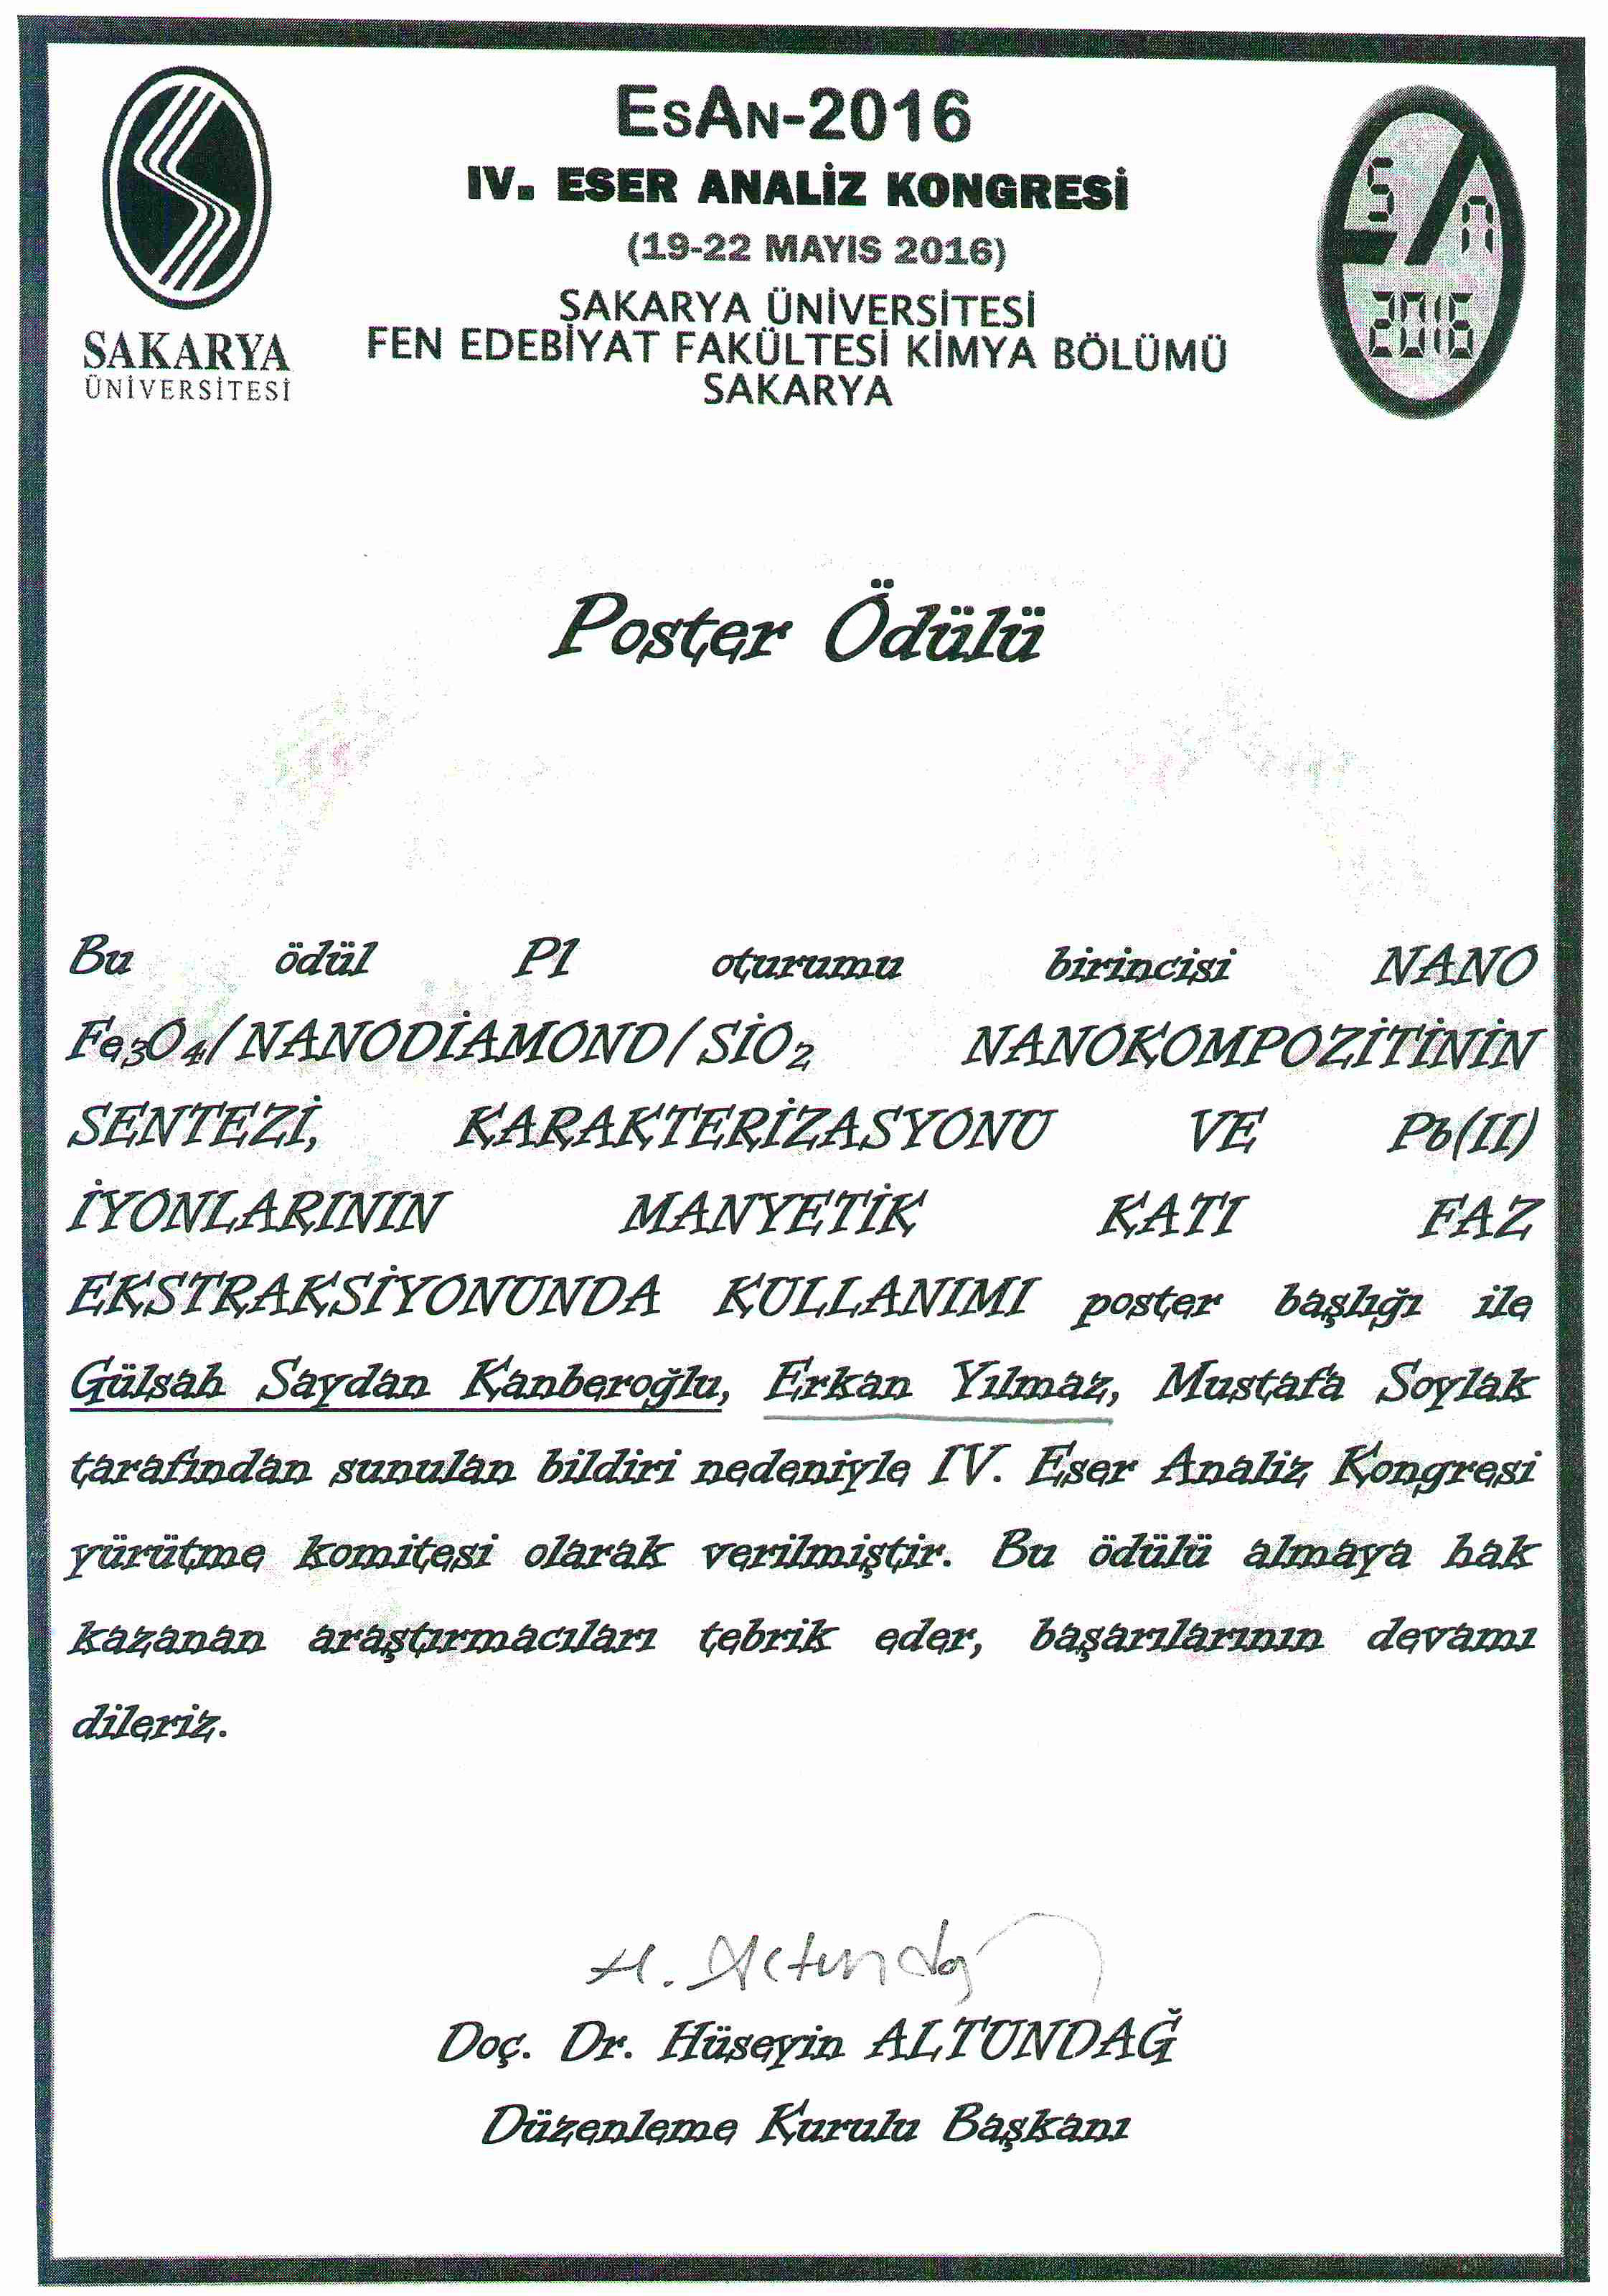 EsAn-2016
IV. ESER ANALİZ KONGRESİ
(19-22 MAYIS 2016)
SAKARYA ÜNİVERSİTESİ
FEN EDEBİYAT FAKÜLTESİ KİMYA BÖLÜMÜ
SAKARYA
SAKARYA
ÜNİVERSİTESİ
ESAN
2016
Poster Ödülü
Bu ödül P1 oturumu birincisi NANO
Fe₃O₄/NANODİAMOND/SİO₂ NANOKOMPOZİTİNİN
SENTEZİ, KARAKTERİZASYONU VE Pb(II)
İYONLARININ MANYETİK KATI FAZ
EKSTRAKSİYONUNDA KULLANIMI poster başlığı ile
Gülsah Saydan Kanberoğlu, Erkan Yılmaz, Mustafa Soylak
tarafından sunulan bildiri nedeniyle IV. Eser Analiz Kongresi
yürütme komitesi olarak verilmiştir. Bu ödülü almaya hak
kazanan araştırmacıları tebrik eder, başarılarının devamı
dileriz.
H. Altundağ
Doç. Dr. Hüseyin ALTUNDAĞ
Düzenleme Kurulu Başkanı